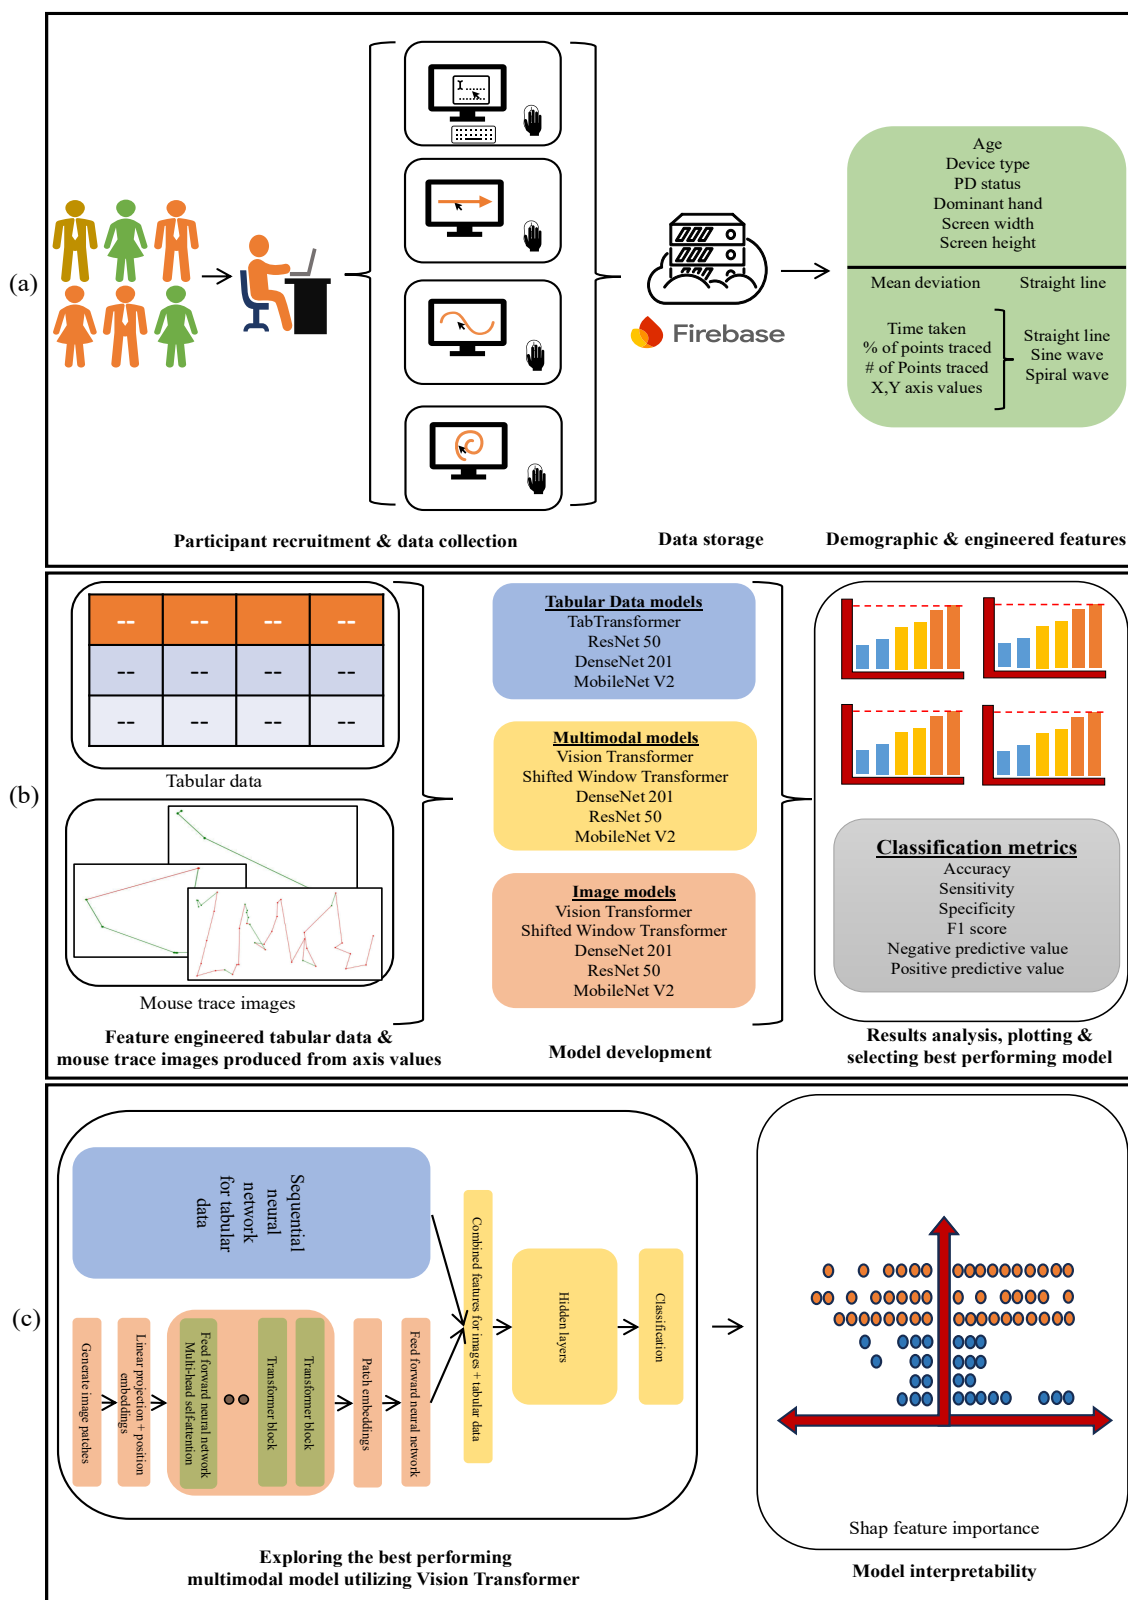 (a)
Firebase
Age
Device type
PD status
Dominant hand
Screen width
Screen height
Mean deviation
Straight line
Time taken
% of points traced
# of Points traced
X,Y axis values
Straight line
Sine wave
Spiral wave
Participant recruitment & data collection
Data storage
Demographic & engineered features
(b)
-- -- -- --
-- -- -- --
-- -- -- --
Tabular data
Mouse trace images
Feature engineered tabular data &
mouse trace images produced from axis values
Tabular Data models
TabTransformer
ResNet 50
DenseNet 201
MobileNet V2
Multimodal models
Vision Transformer
Shifted Window Transformer
DenseNet 201
ResNet 50
MobileNet V2
Image models
Vision Transformer
Shifted Window Transformer
DenseNet 201
ResNet 50
MobileNet V2
Model development
Classification metrics
Accuracy
Sensitivity
Specificity
F1 score
Negative predictive value
Positive predictive value
Results analysis, plotting &
selecting best performing model
(c)
Sequential
neural
network
for tabular
data
Generate image patches
Linear projection + position
embeddings
Feed forward neural network
Multi-head self-attention
Transformer block
Transformer block
Patch embeddings
Feed forward neural network
Combined features for images + tabular data
Hidden layers
Classification
Exploring the best performing
multimodal model utilizing Vision Transformer
Shap feature importance
Model interpretability